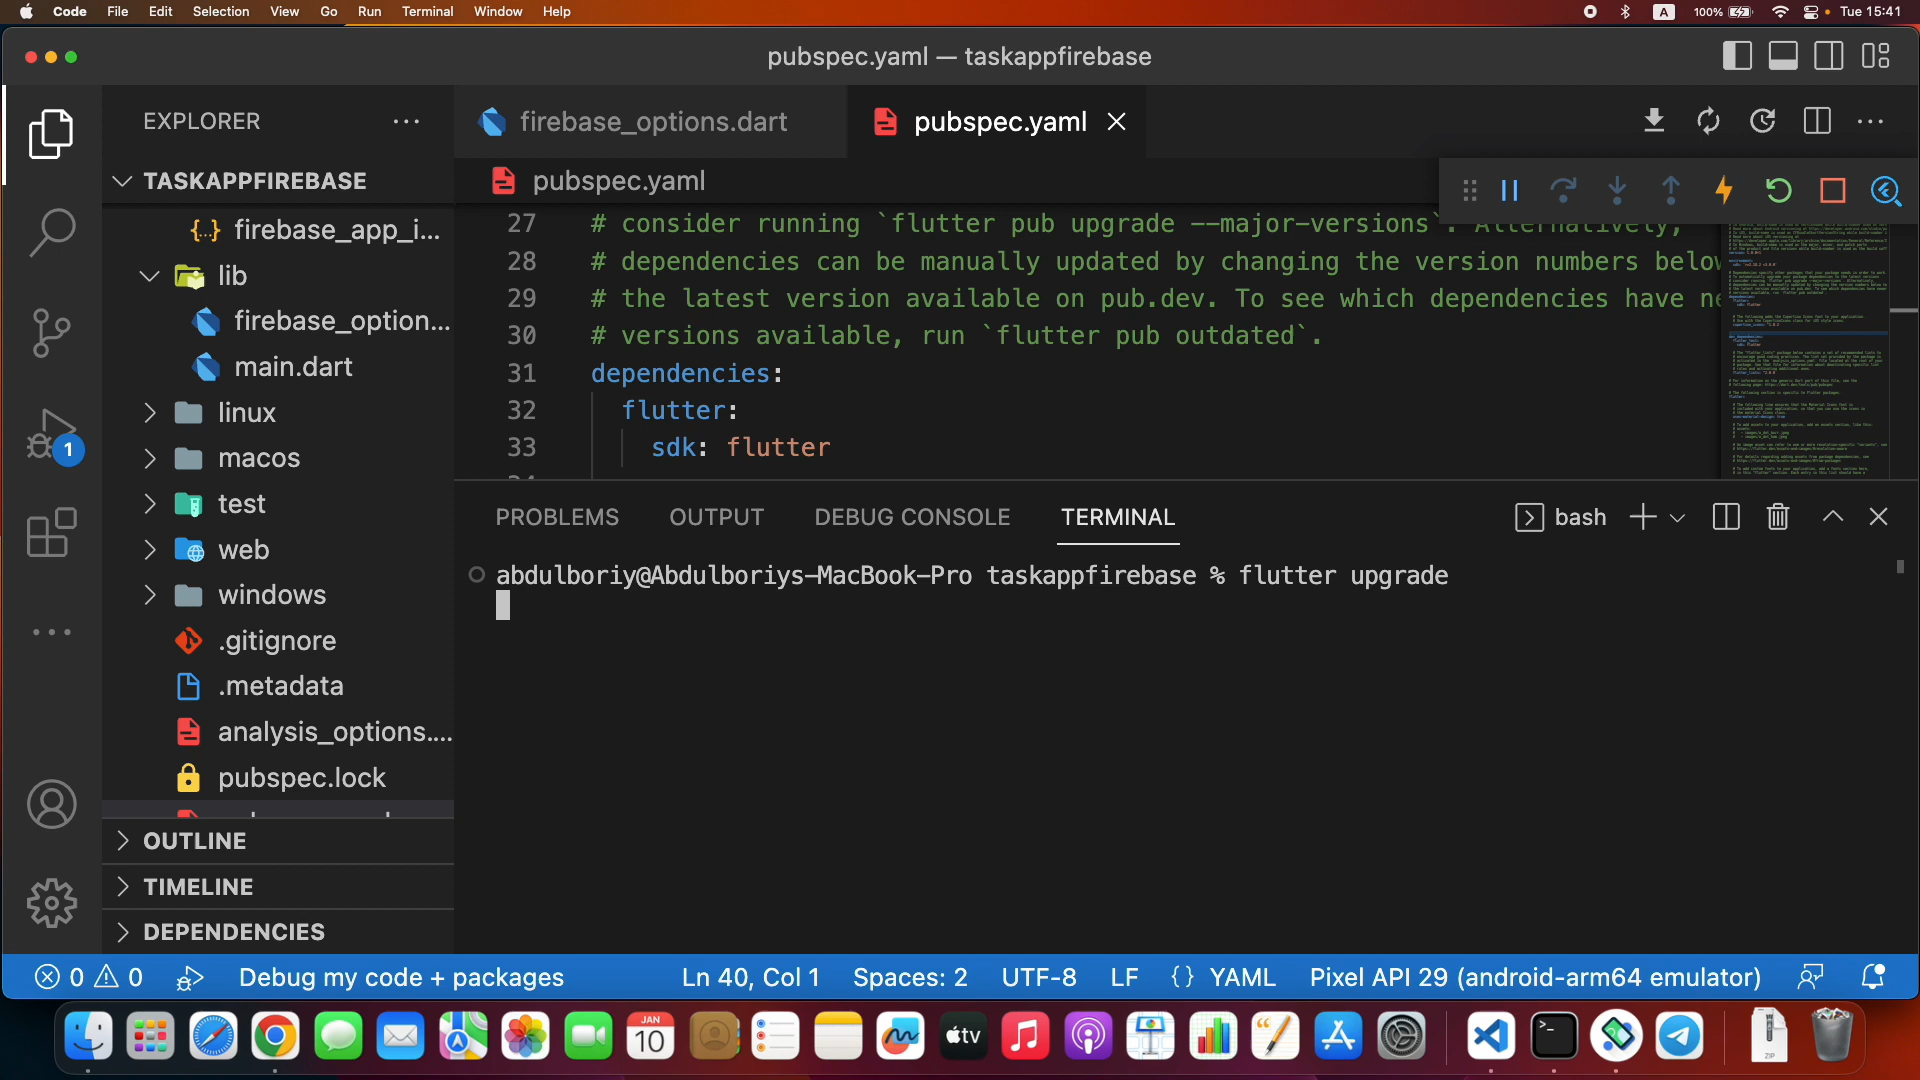 Code File Edit Selection View Go Run Terminal Window Help
A 100% Tue 15:41
pubspec.yaml — taskappfirebase
EXPLORER
firebase_options.dart
pubspec.yaml
TASKAPPFIREBASE
pubspec.yaml
{..} firebase_app_i...
lib
firebase_option...
main.dart
linux
macos
test
web
windows
.gitignore
.metadata
analysis_options....
pubspec.lock
OUTLINE
TIMELINE
DEPENDENCIES
1
27 # consider running `flutter pub upgrade --major-versions`. Alternatively,
28 # dependencies can be manually updated by changing the version numbers below
29 # the latest version available on pub.dev. To see which dependencies have ne
30 # versions available, run `flutter pub outdated`.
31 dependencies:
32 flutter:
33 sdk: flutter
PROBLEMS OUTPUT DEBUG CONSOLE TERMINAL
bash
abdulboriy@Abdulboriys-MacBook-Pro taskappfirebase % flutter upgrade
0 0 Debug my code + packages
Ln 40, Col 1 Spaces: 2 UTF-8 LF {} YAML Pixel API 29 (android-arm64 emulator)
JAN
10
tv
ZIP